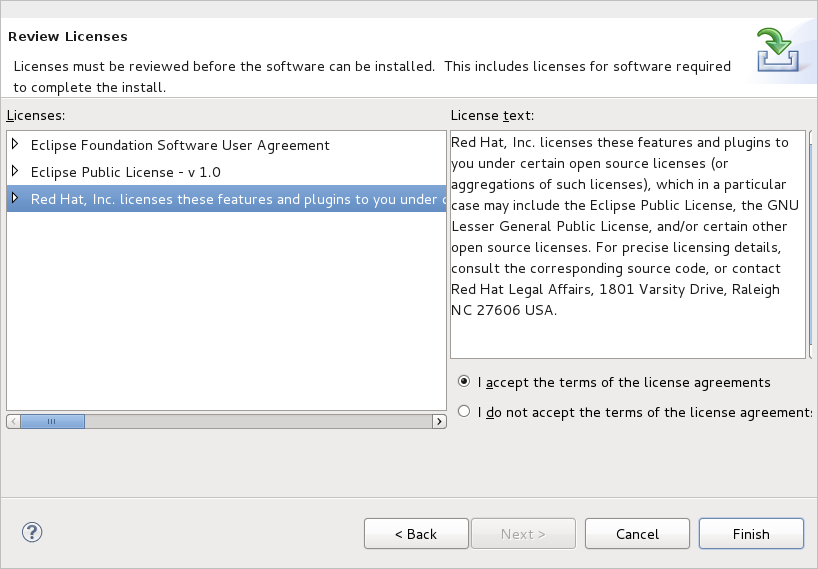 Review Licenses
Licenses must be reviewed before the software can be installed.  This includes licenses for software required
to complete the install.
Licenses:
Eclipse Foundation Software User Agreement
Eclipse Public License - v 1.0
Red Hat, Inc. licenses these features and plugins to you under
License text:
Red Hat, Inc. licenses these features and plugins to
you under certain open source licenses (or
aggregations of such licenses), which in a particular
case may include the Eclipse Public License, the GNU
Lesser General Public License, and/or certain other
open source licenses. For precise licensing details,
consult the corresponding source code, or contact
Red Hat Legal Affairs, 1801 Varsity Drive, Raleigh
NC 27606 USA.
I accept the terms of the license agreements
I do not accept the terms of the license agreements
< Back
Next >
Cancel
Finish